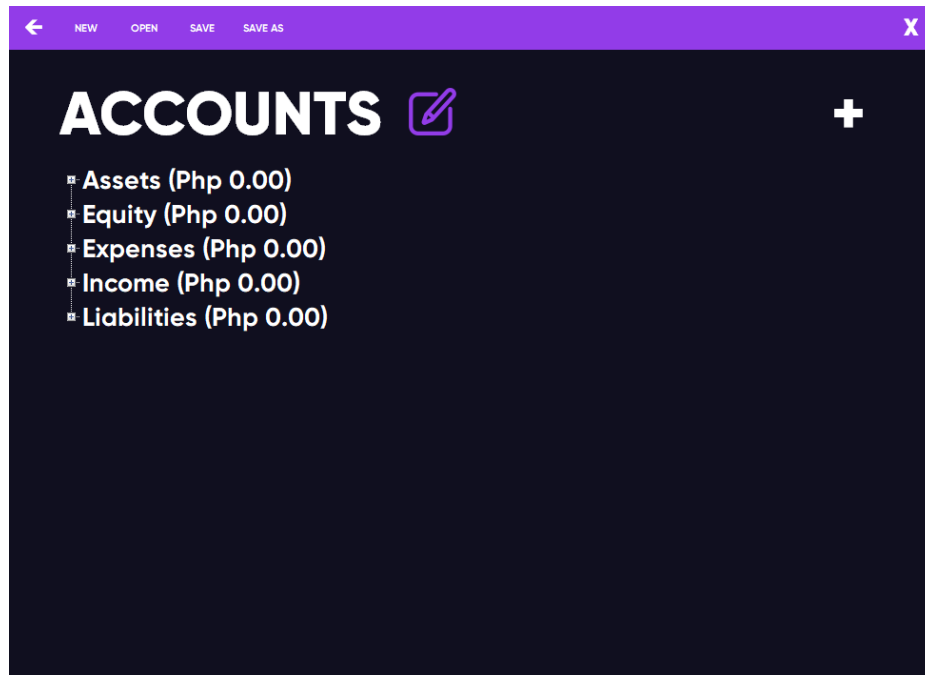 NEW OPEN SAVE SAVE AS X
ACCOUNTS
Assets (Php 0.00)
Equity (Php 0.00)
Expenses (Php 0.00)
Income (Php 0.00)
Liabilities (Php 0.00)